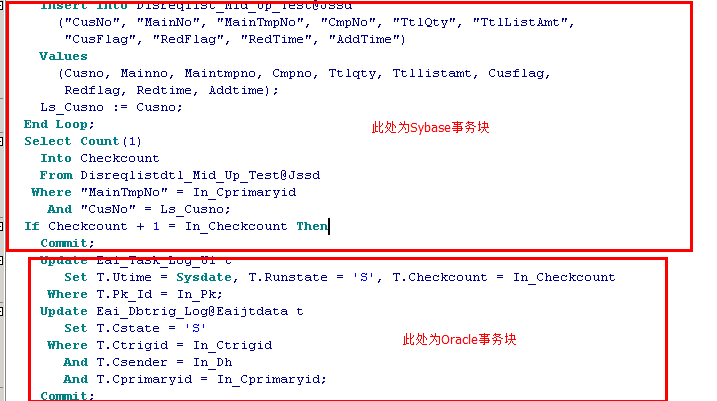 Insert Into Disreqlist_Mid_Up_Test@Jssd
("CusNo", "MainNo", "MainTmpNo", "CmpNo", "TtlQty", "TtlListAmt",
"CusFlag", "RedFlag", "RedTime", "AddTime")
Values
(Cusno, Mainno, Maintmpno, Cmpno, Ttlqty, Ttllistamt, Cusflag,
Redflag, Redtime, Addtime);
Ls_Cusno := Cusno;
End Loop;
此处为Sybase事务块
Select Count(1)
Into Checkcount
From Disreqlistdtl_Mid_Up_Test@Jssd
Where "MainTmpNo" = In_Cprimaryid
And "CusNo" = Ls_Cusno;
If Checkcount + 1 = In_Checkcount Then
Commit;
Update Eai_Task_Log_Ui t
Set T.Utime = Sysdate, T.Runstate = 'S', T.Checkcount = In_Checkcount
Where T.Pk_Id = In_Pk;
Update Eai_Dbtrig_Log@Eaijtdata t
Set T.Cstate = 'S'
Where T.Ctrigid = In_Ctrigid
此处为Oracle事务块
And T.Csender = In_Dh
And T.Cprimaryid = In_Cprimaryid;
Commit;